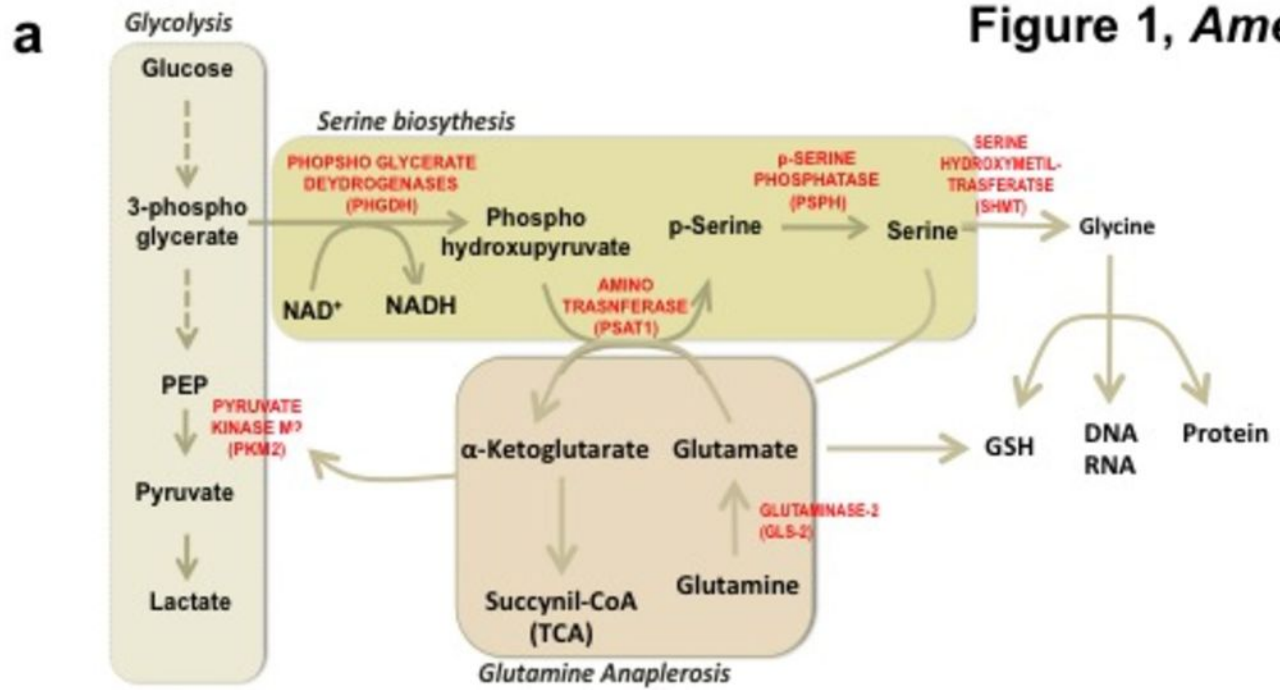 a
Figure 1, Ame
Glycolysis
Glucose
3-phospho
glycerate
PEP
PYRUVATE
KINASE M2
(PKM2)
Pyruvate
Lactate
Serine biosythesis
PHOPSHO GLYCERATE
DEYDROGENASES
(PHGDH)
NAD⁺
NADH
Phospho
hydroxupyruvate
AMINO
TRASNFERASE
(PSAT1)
p-Serine
p-SERINE
PHOSPHATASE
(PSPH)
Serine
SERINE
HYDROXYMETIL-
TRASFERATSE
(SHMT)
Glycine
GSH
DNA
RNA
Protein
α-Ketoglutarate
Glutamate
GLUTAMINASE-2
(GLS-2)
Glutamine
Succynil-CoA
(TCA)
Glutamine Anaplerosis